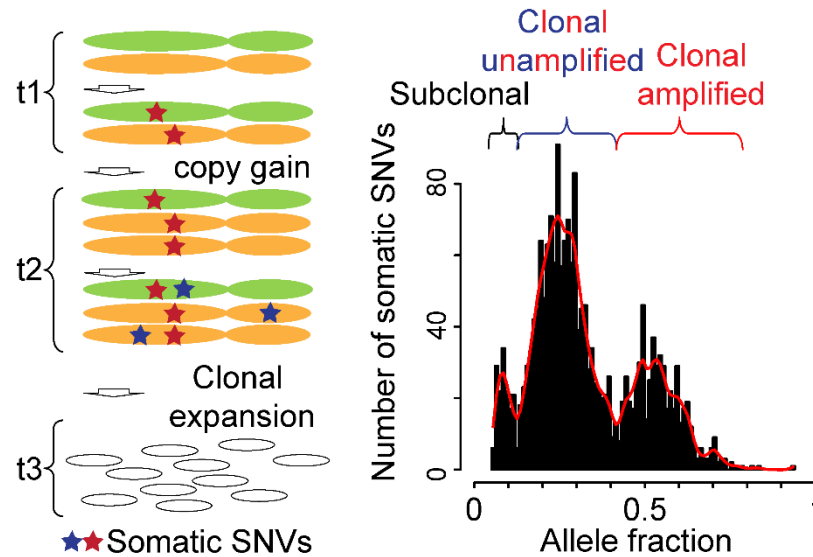 t1
copy gain
t2
Clonal
expansion
t3
Somatic SNVs
Clonal
unamplified
Clonal
amplified
Subclonal
Number of somatic SNVs
80
40
0
0
0.5
1
Allele fraction